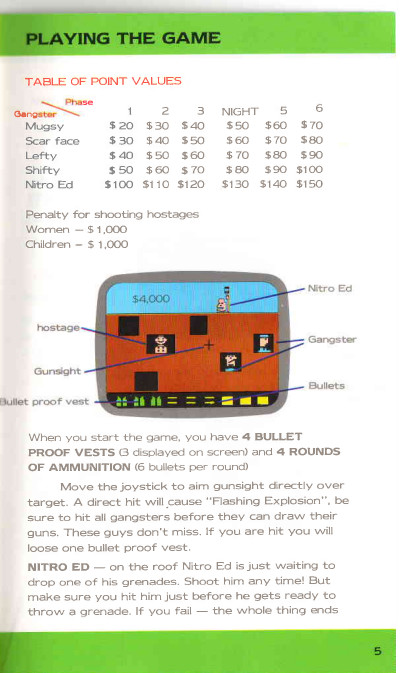 PLAYING THE GAME
TABLE OF POINT VALUES
Phase
Gangster 1 2 3 NIGHT 5 6
Mugsy $20 $30 $40 $50 $60 $70
Scar face $30 $40 $50 $60 $70 $80
Lefty $40 $50 $60 $70 $80 $90
Shifty $50 $60 $70 $80 $90 $100
Nitro Ed $100 $110 $120 $130 $140 $150
Penalty for shooting hostages
Women – $1,000
Children – $1,000
Nitro Ed
$4,000
hostage
Gangster
Gunsight
Bullets
Bullet proof vest
When you start the game, you have 4 BULLET
PROOF VESTS (3 displayed on screen) and 4 ROUNDS
OF AMMUNITION (6 bullets per round)
Move the joystick to aim gunsight directly over
target. A direct hit will cause "Flashing Explosion", be
sure to hit all gangsters before they can draw their
guns. These guys don't miss. If you are hit you will
loose one bullet proof vest.
NITRO ED — on the roof Nitro Ed is just waiting to
drop one of his grenades. Shoot him any time! But
make sure you hit him just before he gets ready to
throw a grenade. If you fail — the whole thing ends
5